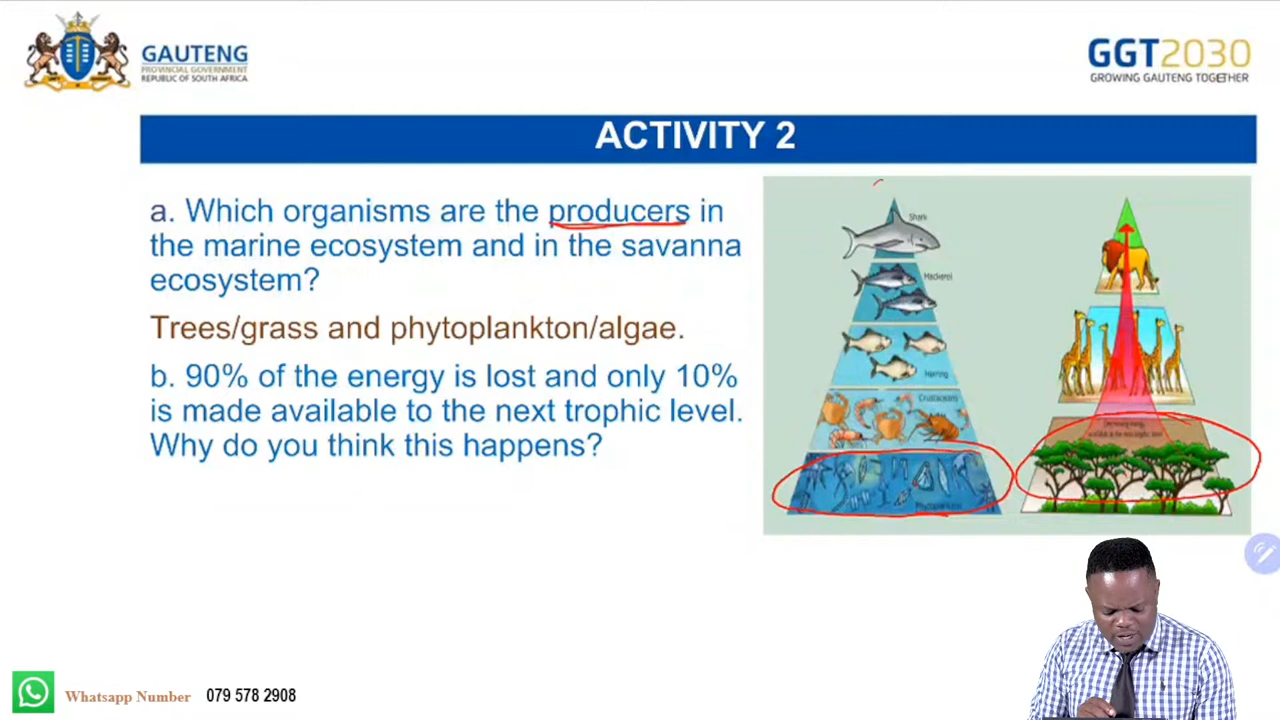 GAUTENG
PROVINCIAL GOVERNMENT
REPUBLIC OF SOUTH AFRICA
GGT2030
GROWING GAUTENG TOGETHER
ACTIVITY 2
a. Which organisms are the producers in
the marine ecosystem and in the savanna
ecosystem?
Trees/grass and phytoplankton/algae.
b. 90% of the energy is lost and only 10%
is made available to the next trophic level.
Why do you think this happens?
Shark
Mackerel
Herring
Crustaceans
Phytoplankton
Whatsapp Number 079 578 2908